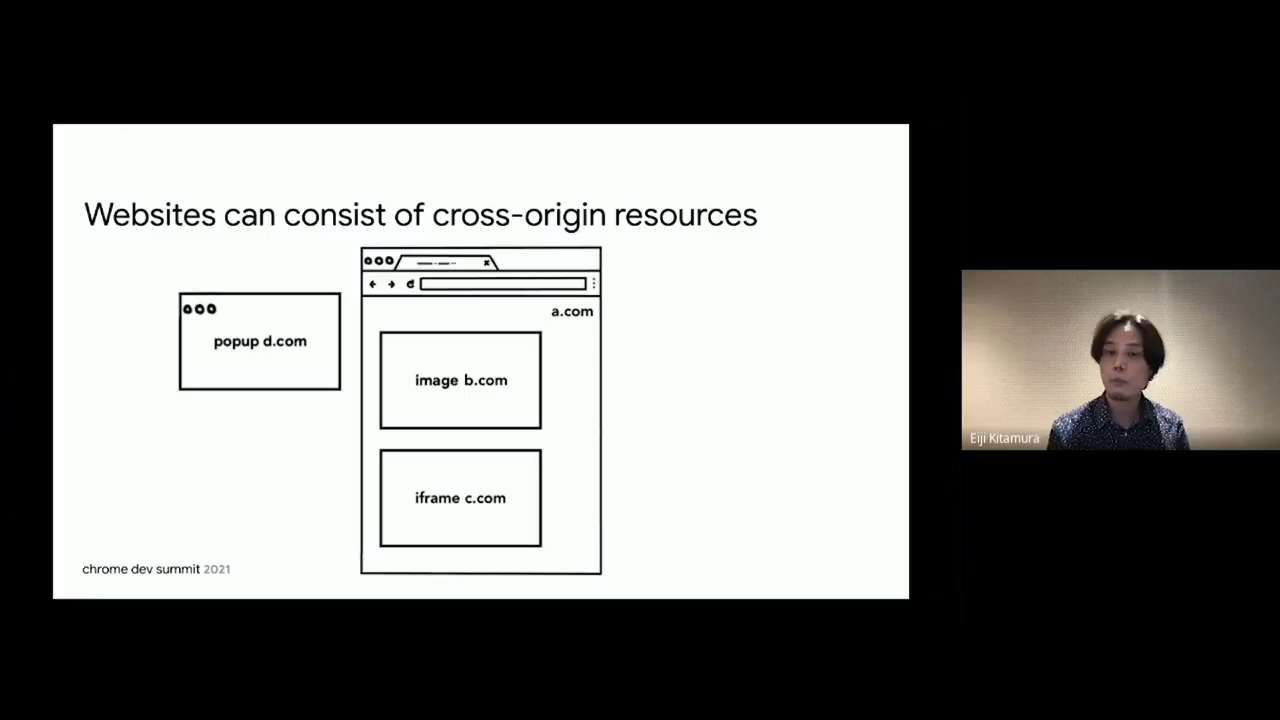 Websites can consist of cross-origin resources
popup d.com
a.com
image b.com
iframe c.com
chrome dev summit 2021
Eiji Kitamura